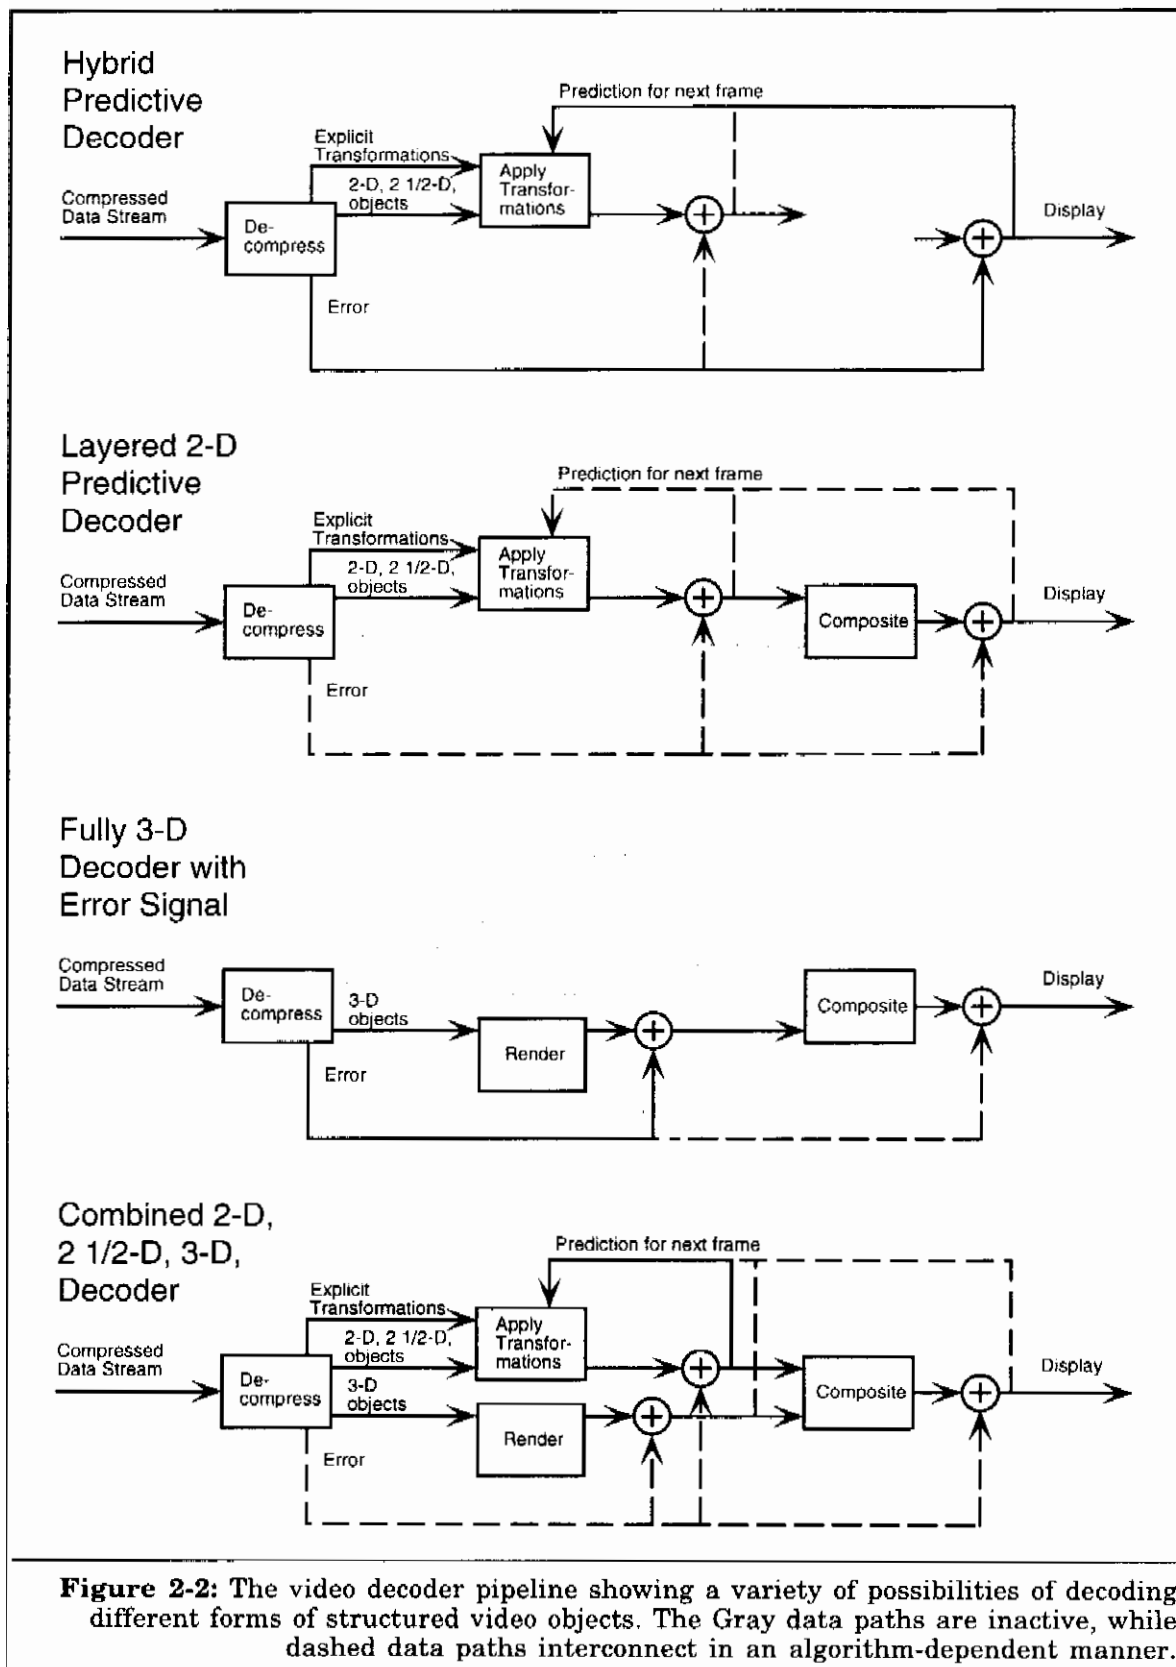 Hybrid
Predictive
Decoder
Prediction for next frame
Explicit
Transformations
2-D, 2 1/2-D,
objects
Apply
Transfor-
mations
Compressed
Data Stream
De-
compress
+
+
Display
Error
Layered 2-D
Predictive
Decoder
Prediction for next frame
Explicit
Transformations
2-D, 2 1/2-D,
objects
Apply
Transfor-
mations
Compressed
Data Stream
De-
compress
+
Composite
+
Display
Error
Fully 3-D
Decoder with
Error Signal
Compressed
Data Stream
De-
compress
3-D
objects
Render
+
Composite
+
Display
Error
Combined 2-D,
2 1/2-D, 3-D,
Decoder
Prediction for next frame
Explicit
Transformations
2-D, 2 1/2-D,
objects
Apply
Transfor-
mations
Compressed
Data Stream
De-
compress
3-D
objects
Render
+
+
Composite
+
Display
Error
Figure 2-2: The video decoder pipeline showing a variety of possibilities of decoding
different forms of structured video objects. The Gray data paths are inactive, while
dashed data paths interconnect in an algorithm-dependent manner.